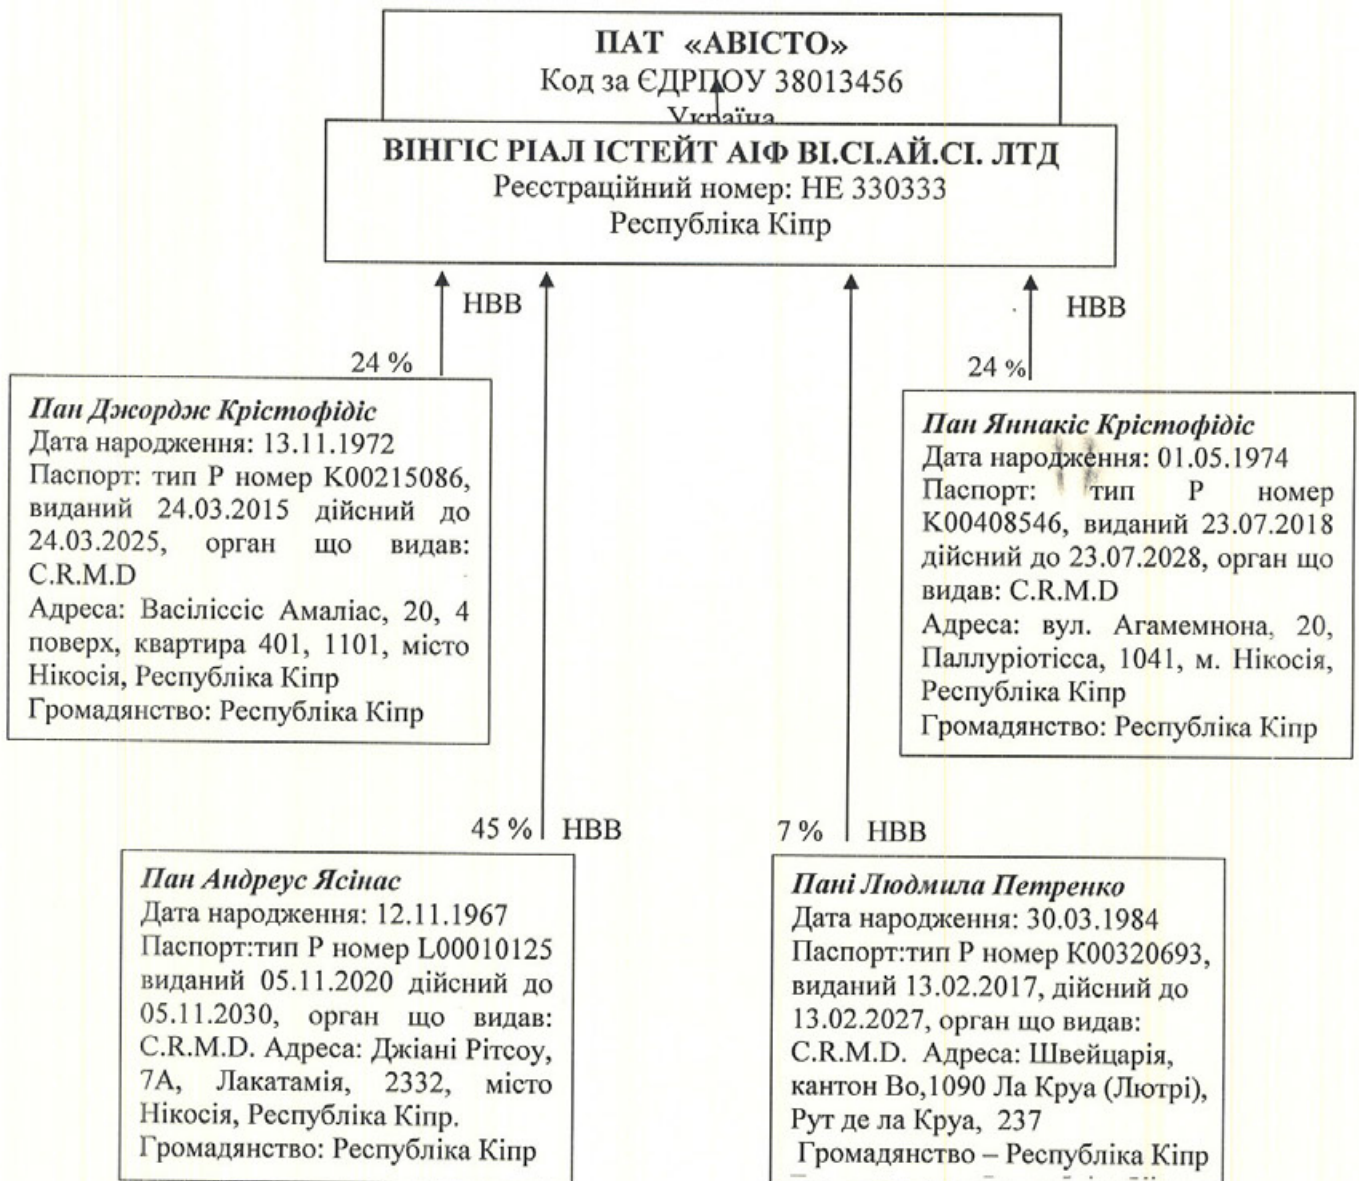 ПАТ «АВІСТО»
Код за ЄДРПОУ 38013456
Україна
ВІНГІС РІАЛ ІСТЕЙТ АІФ ВІ.СІ.АЙ.СІ. ЛТД
Реєстраційний номер: НЕ 330333
Республіка Кіпр
НВВ
НВВ
24 %
24 %
Пан Джордж Крістофідіс
Дата народження: 13.11.1972
Паспорт: тип Р номер К00215086,
виданий 24.03.2015 дійсний до
24.03.2025, орган що видав:
C.R.M.D
Адреса: Васіліссіс Амаліас, 20, 4
поверх, квартира 401, 1101, місто
Нікосія, Республіка Кіпр
Громадянство: Республіка Кіпр
Пан Яннакіс Крістофідіс
Дата народження: 01.05.1974
Паспорт: тип Р номер
К00408546, виданий 23.07.2018
дійсний до 23.07.2028, орган що
видав: C.R.M.D
Адреса: вул. Агамемнона, 20,
Паллуріотісса, 1041, м. Нікосія,
Республіка Кіпр
Громадянство: Республіка Кіпр
45 % НВВ
7 % НВВ
Пан Андреус Ясінас
Дата народження: 12.11.1967
Паспорт:тип Р номер L00010125
виданий 05.11.2020 дійсний до
05.11.2030, орган що видав:
C.R.M.D. Адреса: Джіані Рітсоу,
7А, Лакатамія, 2332, місто
Нікосія, Республіка Кіпр.
Громадянство: Республіка Кіпр
Пані Людмила Петренко
Дата народження: 30.03.1984
Паспорт:тип Р номер К00320693,
виданий 13.02.2017, дійсний до
13.02.2027, орган що видав:
C.R.M.D. Адреса: Швейцарія,
кантон Во,1090 Ла Круа (Лютрі),
Рут де ла Круа, 237
Громадянство – Республіка Кіпр